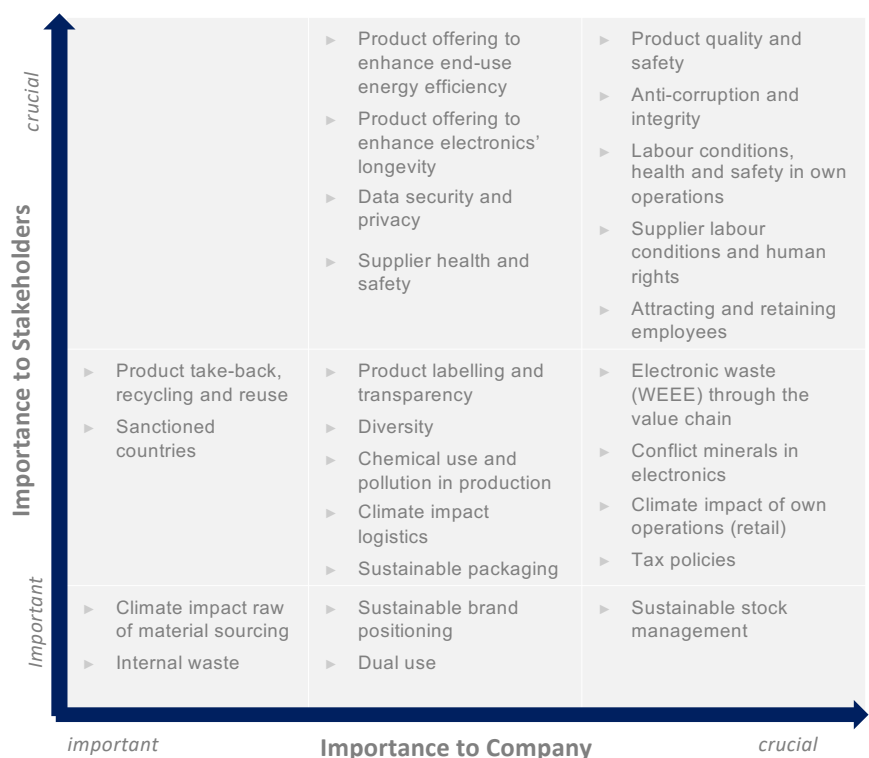 crucial
Importance to Stakeholders
Important
► Product offering to
enhance end-use
energy efficiency
► Product offering to
enhance electronics’
longevity
► Data security and
privacy
► Supplier health and
safety
► Product quality and
safety
► Anti-corruption and
integrity
► Labour conditions,
health and safety in own
operations
► Supplier labour
conditions and human
rights
► Attracting and retaining
employees
► Product take-back,
recycling and reuse
► Sanctioned
countries
► Product labelling and
transparency
► Diversity
► Chemical use and
pollution in production
► Climate impact
logistics
► Sustainable packaging
► Electronic waste
(WEEE) through the
value chain
► Conflict minerals in
electronics
► Climate impact of own
operations (retail)
► Tax policies
► Climate impact raw
of material sourcing
► Internal waste
► Sustainable brand
positioning
► Dual use
► Sustainable stock
management
important
Importance to Company
crucial